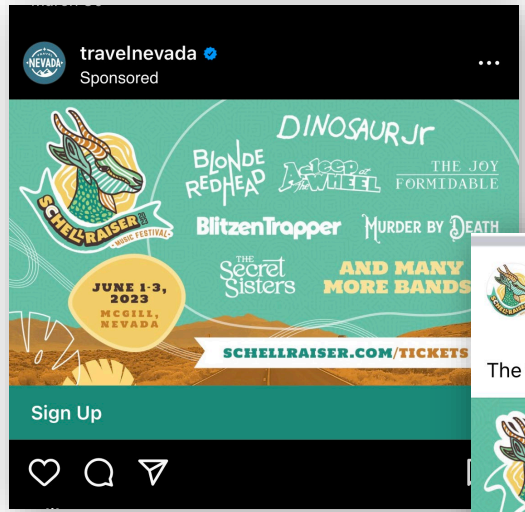 travelnevada
Sponsored
NEVADA
DINOSAUR Jr
BLONDE REDHEAD
Asleep at the WHEEL
THE JOY FORMIDABLE
BlitzenTrapper
MURDER BY DEATH
THE Secret Sisters
AND MANY MORE BANDS
SCHELLRAISER
MUSIC FESTIVAL
JUNE 1-3, 2023
MCGILL, NEVADA
SCHELLRAISER.COM/TICKETS
The
Sign Up